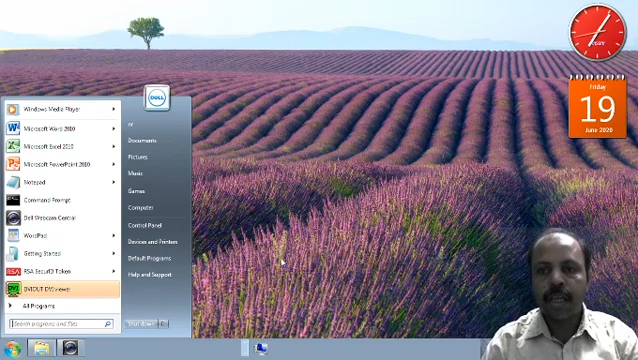 Friday
19
June 2020
DELL
Windows Media Player
Microsoft Word 2010
Microsoft Excel 2010
Microsoft PowerPoint 2010
Notepad
Command Prompt
Dell Webcam Central
WordPad
Getting Started
RSA SecurID Token
All Programs
Search programs and files
Documents
Pictures
Music
Games
Computer
Control Panel
Devices and Printers
Default Programs
Help and Support
Shut down